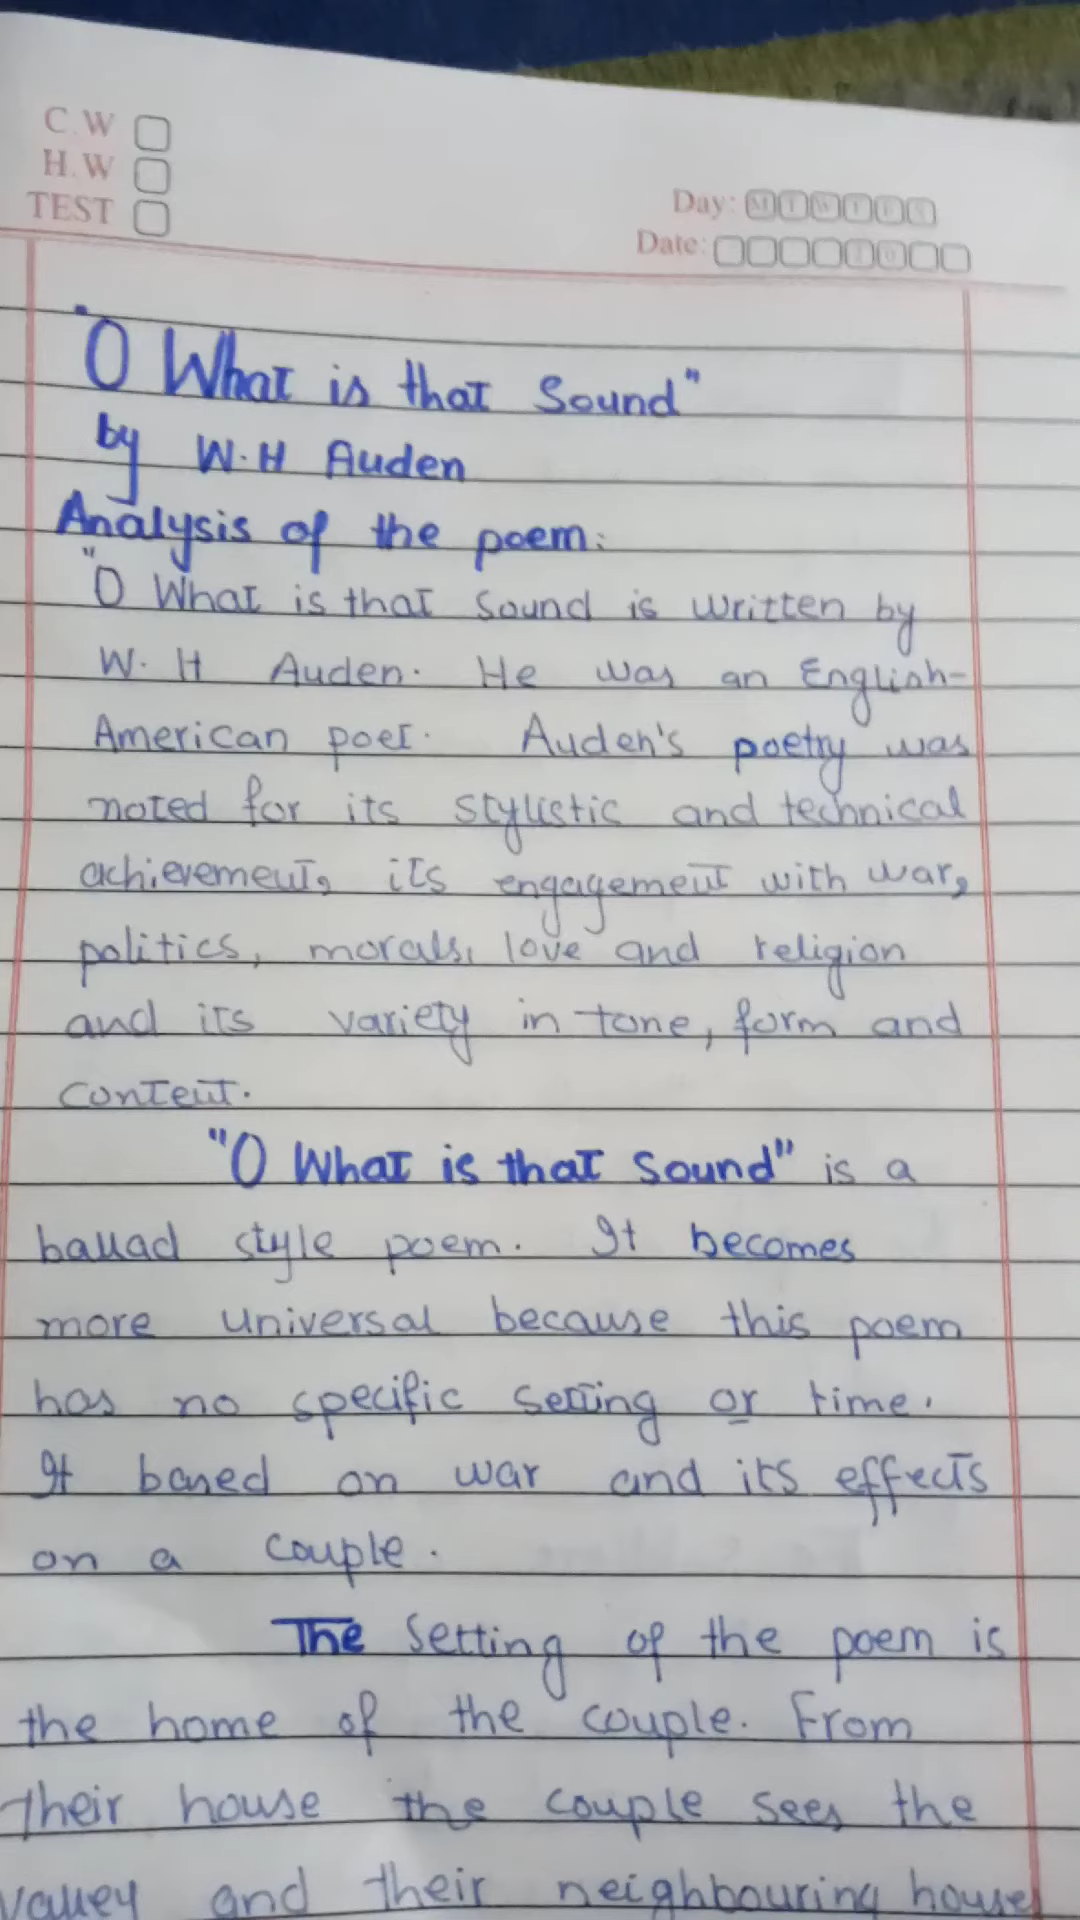 C.W
H.W
TEST
Day: M T W T F S
Date:
"O What is that Sound"
by W.H Auden
Analysis of the poem:
"O What is that Sound is written by
W. H Auden. He was an English-
American poet. Auden's poetry was
noted for its stylistic and technical
achievement, its engagement with war,
politics, morals, love and religion
and its variety in tone, form and
content.
"O What is that Sound" is a
ballad style poem. It becomes
more universal because this poem
has no specific setting or time.
It based on war and its effects
on a couple.
The Setting of the poem is
the home of the couple. From
their house the couple sees the
valley and their neighbouring house